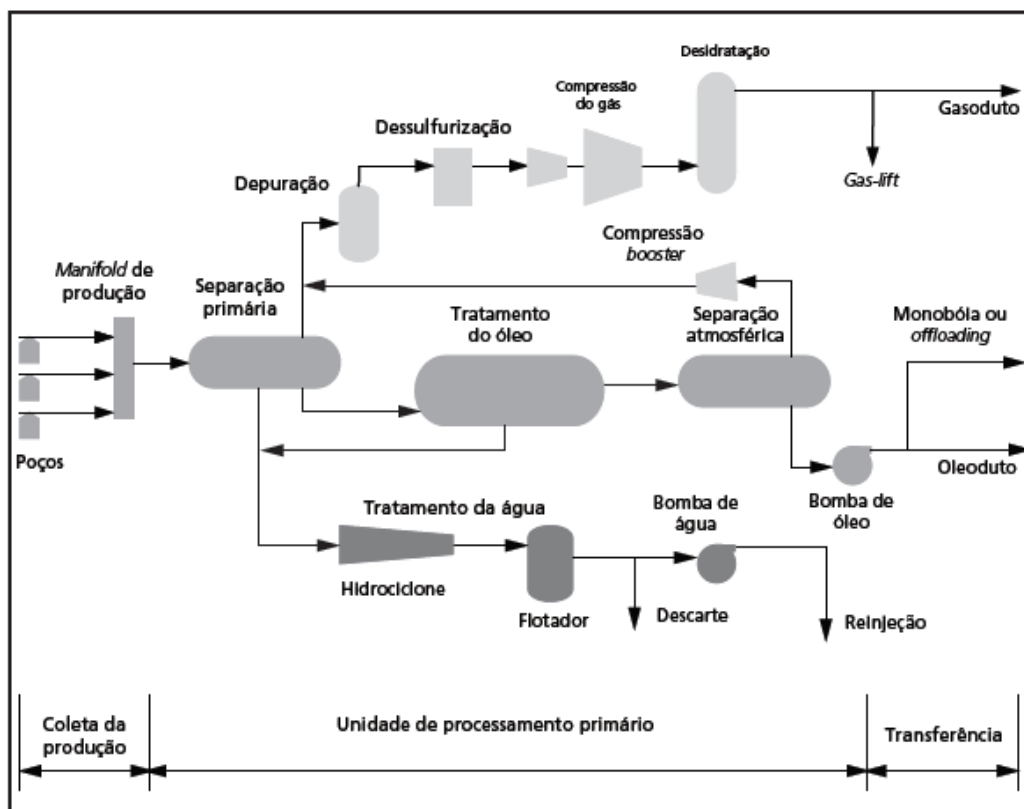 Desidratação
Compressão
do gás
Gasoduto
Dessulfurização
Gas-lift
Depuração
Compressão
booster
Manifold de
produção
Separação
primária
Tratamento
do óleo
Separação
atmosférica
Monobóia ou
offloading
Poços
Oleoduto
Bomba de
óleo
Tratamento da água
Bomba de
água
Hidrociclone
Flotador
Descarte
Reinjeção
Coleta da
produção
Unidade de processamento primário
Transferência